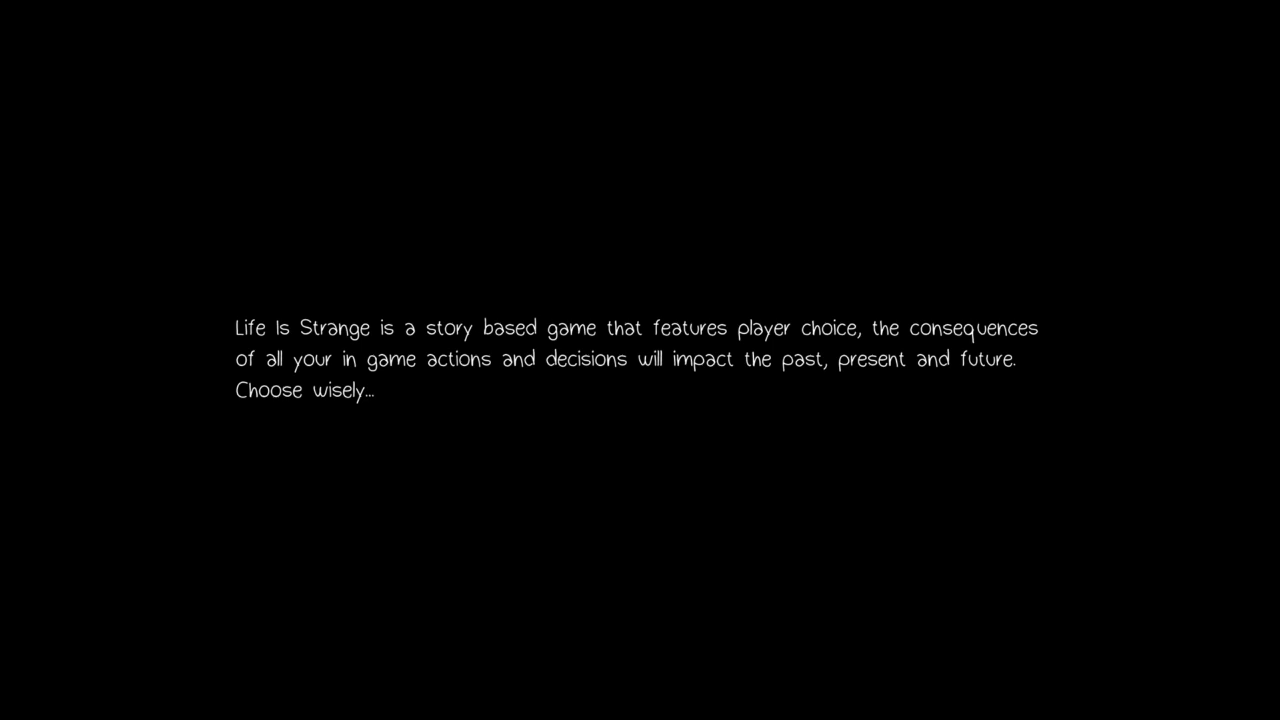 Life Is Strange is a story based game that features player choice, the consequences
of all your in game actions and decisions will impact the past, present and future.
Choose wisely...